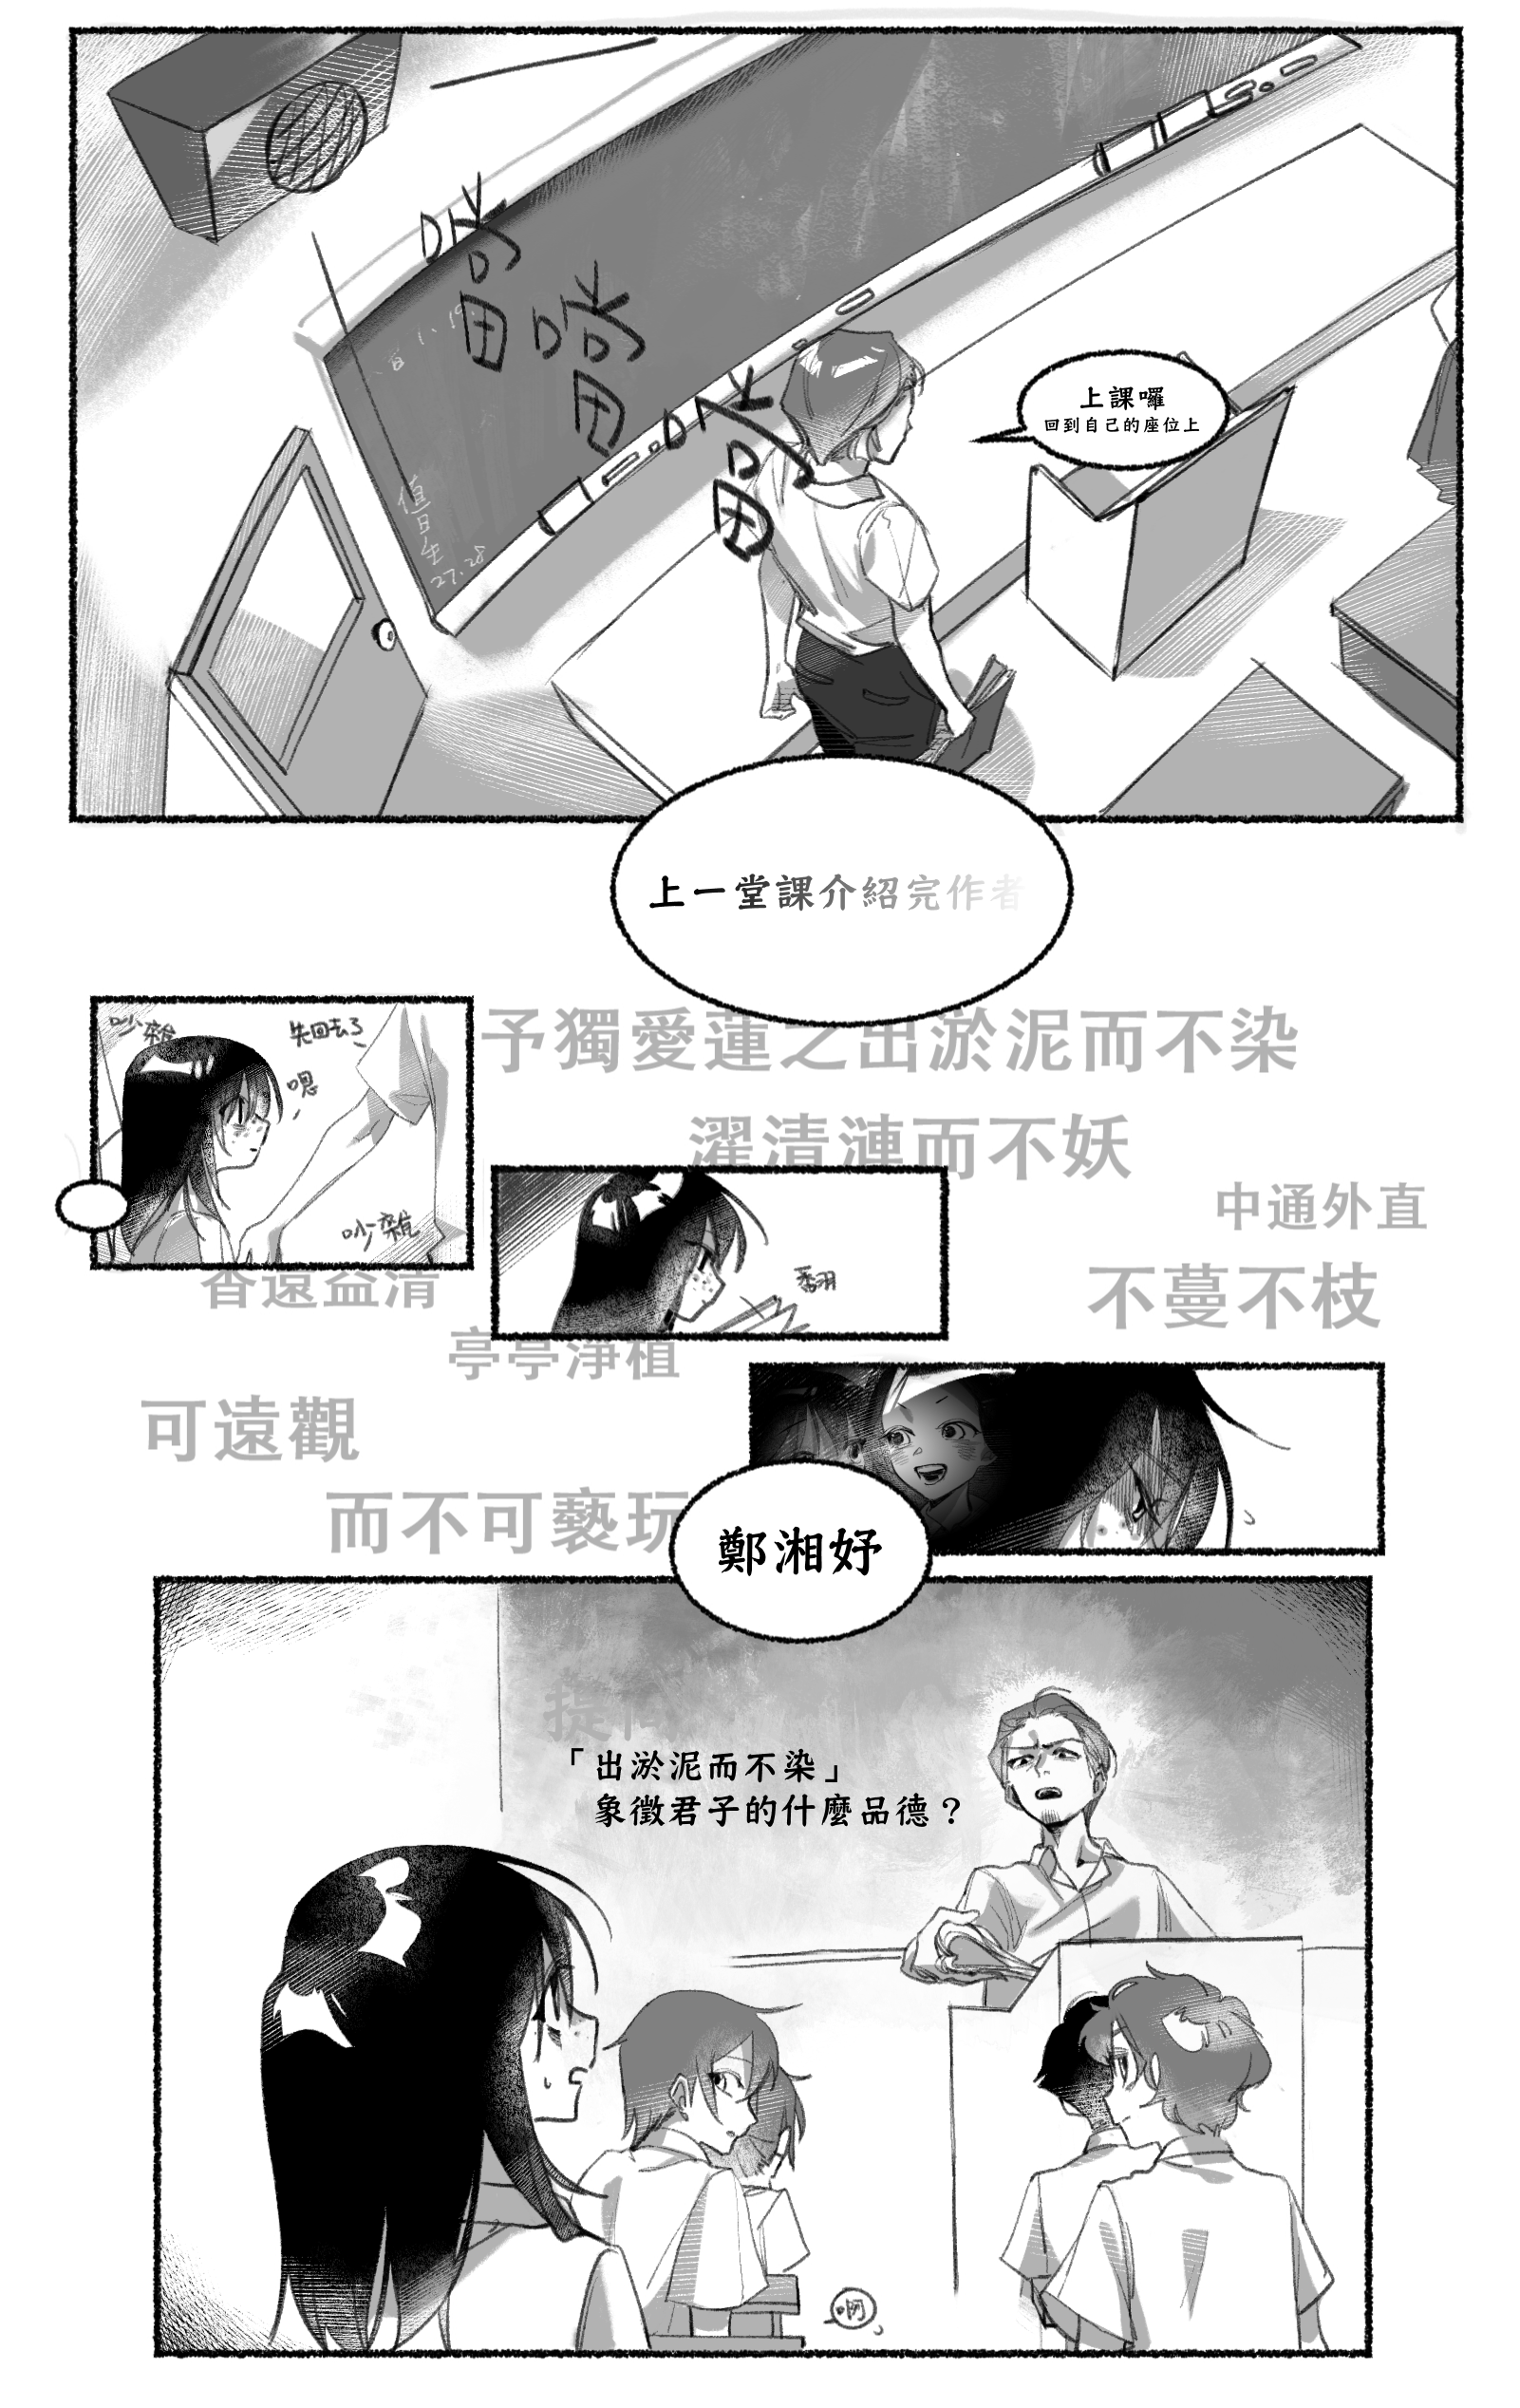 噹
噹
噹
值日生
27.28
上課囉
回到自己的座位上
上一堂課介紹完作者
予獨愛蓮之出淤泥而不染
濯清漣而不妖
中通外直
不蔓不枝
吵雜
先回去了
嗯
吵雜
香遠益清
亭亭淨植
翻
可遠觀
而不可褻玩
鄭湘妤
提問
「出淤泥而不染」
象徵君子的什麼品德？
啊